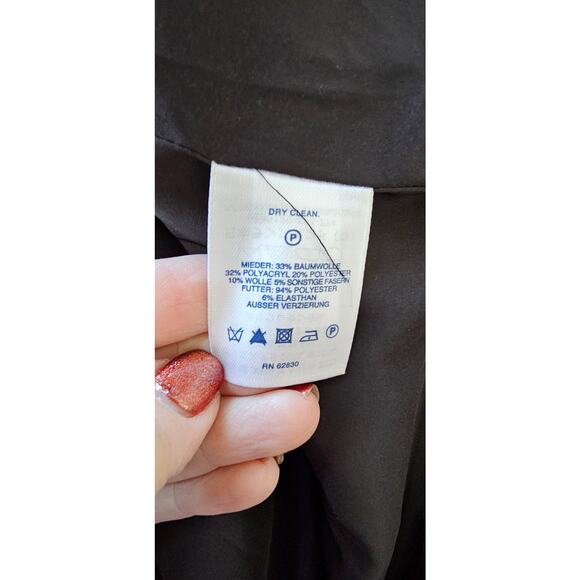 DRY CLEAN.
P
MIEDER: 33% BAUMWOLLE
32% POLYACRYL 20% POLYESTER
10% WOLLE 5% SONSTIGE FASERN
FUTTER: 94% POLYESTER
6% ELASTHAN
AUSSER VERZIERUNG
P
RN 62830